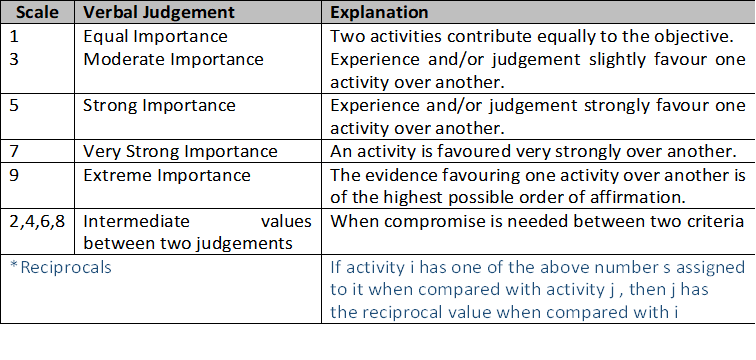 Scale Verbal Judgement Explanation
1 Equal Importance Two activities contribute equally to the objective.
3 Moderate Importance Experience and/or judgement slightly favour one
activity over another.
5 Strong Importance Experience and/or judgement strongly favour one
activity over another.
7 Very Strong Importance An activity is favoured very strongly over another.
9 Extreme Importance The evidence favouring one activity over another is
of the highest possible order of affirmation.
2,4,6,8 Intermediate values When compromise is needed between two criteria
between two judgements
*Reciprocals If activity i has one of the above number s assigned
to it when compared with activity j , then j has
the reciprocal value when compared with i